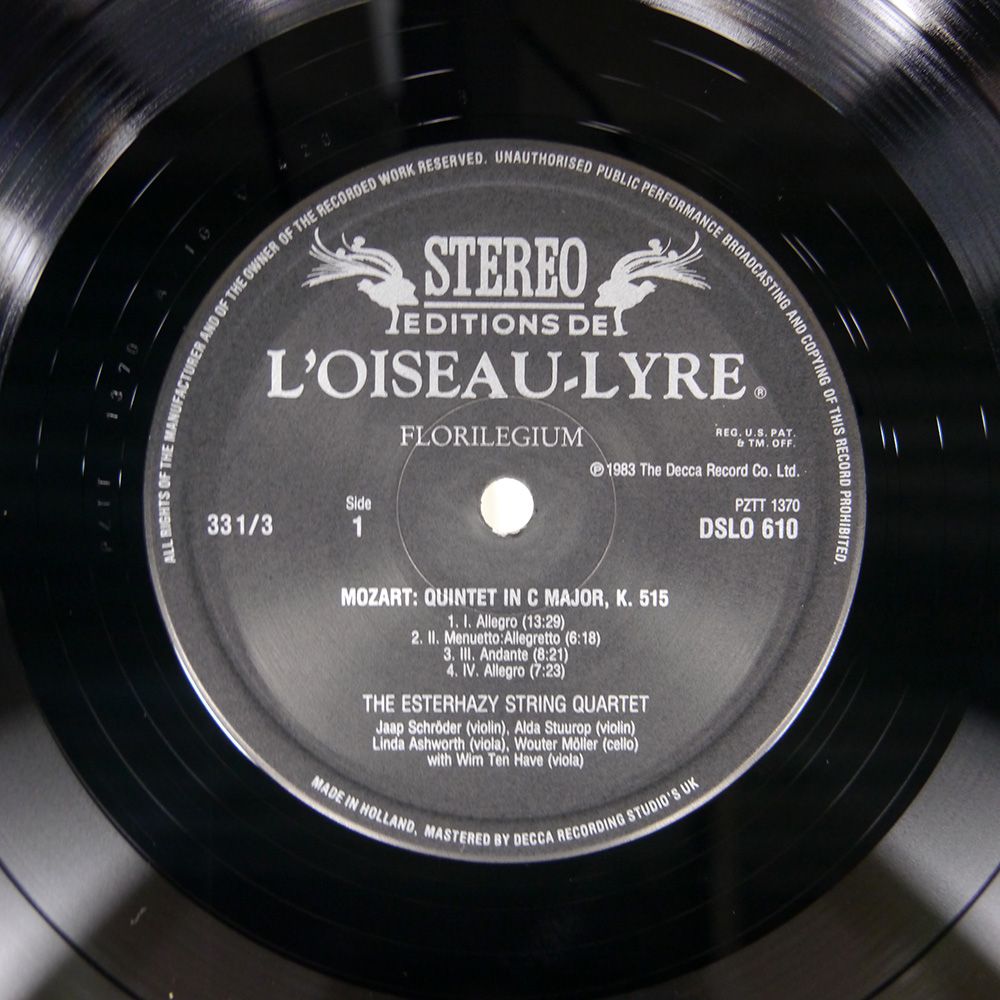 ALL RIGHTS OF THE MANUFACTURER AND OF THE OWNER OF THE RECORDED WORK RESERVED. UNAUTHORISED PUBLIC PERFORMANCE BROADCASTING AND COPYING OF THIS RECORD PROHIBITED.
STEREO
EDITIONS DE
L'OISEAU-LYRE ®
FLORILEGIUM
REG. U.S. PAT.
& TM. OFF.
℗ 1983 The Decca Record Co. Ltd.
PZTT 1370
33 1/3
Side
1
DSLO 610
MOZART: QUINTET IN C MAJOR, K. 515
1. I. Allegro (13:29)
2. II. Menuetto:Allegretto (6:18)
3. III. Andante (8:21)
4. IV. Allegro (7:23)
THE ESTERHAZY STRING QUARTET
Jaap Schröder (violin), Alda Stuurop (violin)
Linda Ashworth (viola), Wouter Möller (cello)
with Wim Ten Have (viola)
MADE IN HOLLAND, MASTERED BY DECCA RECORDING STUDIO'S UK
PZTT 1370